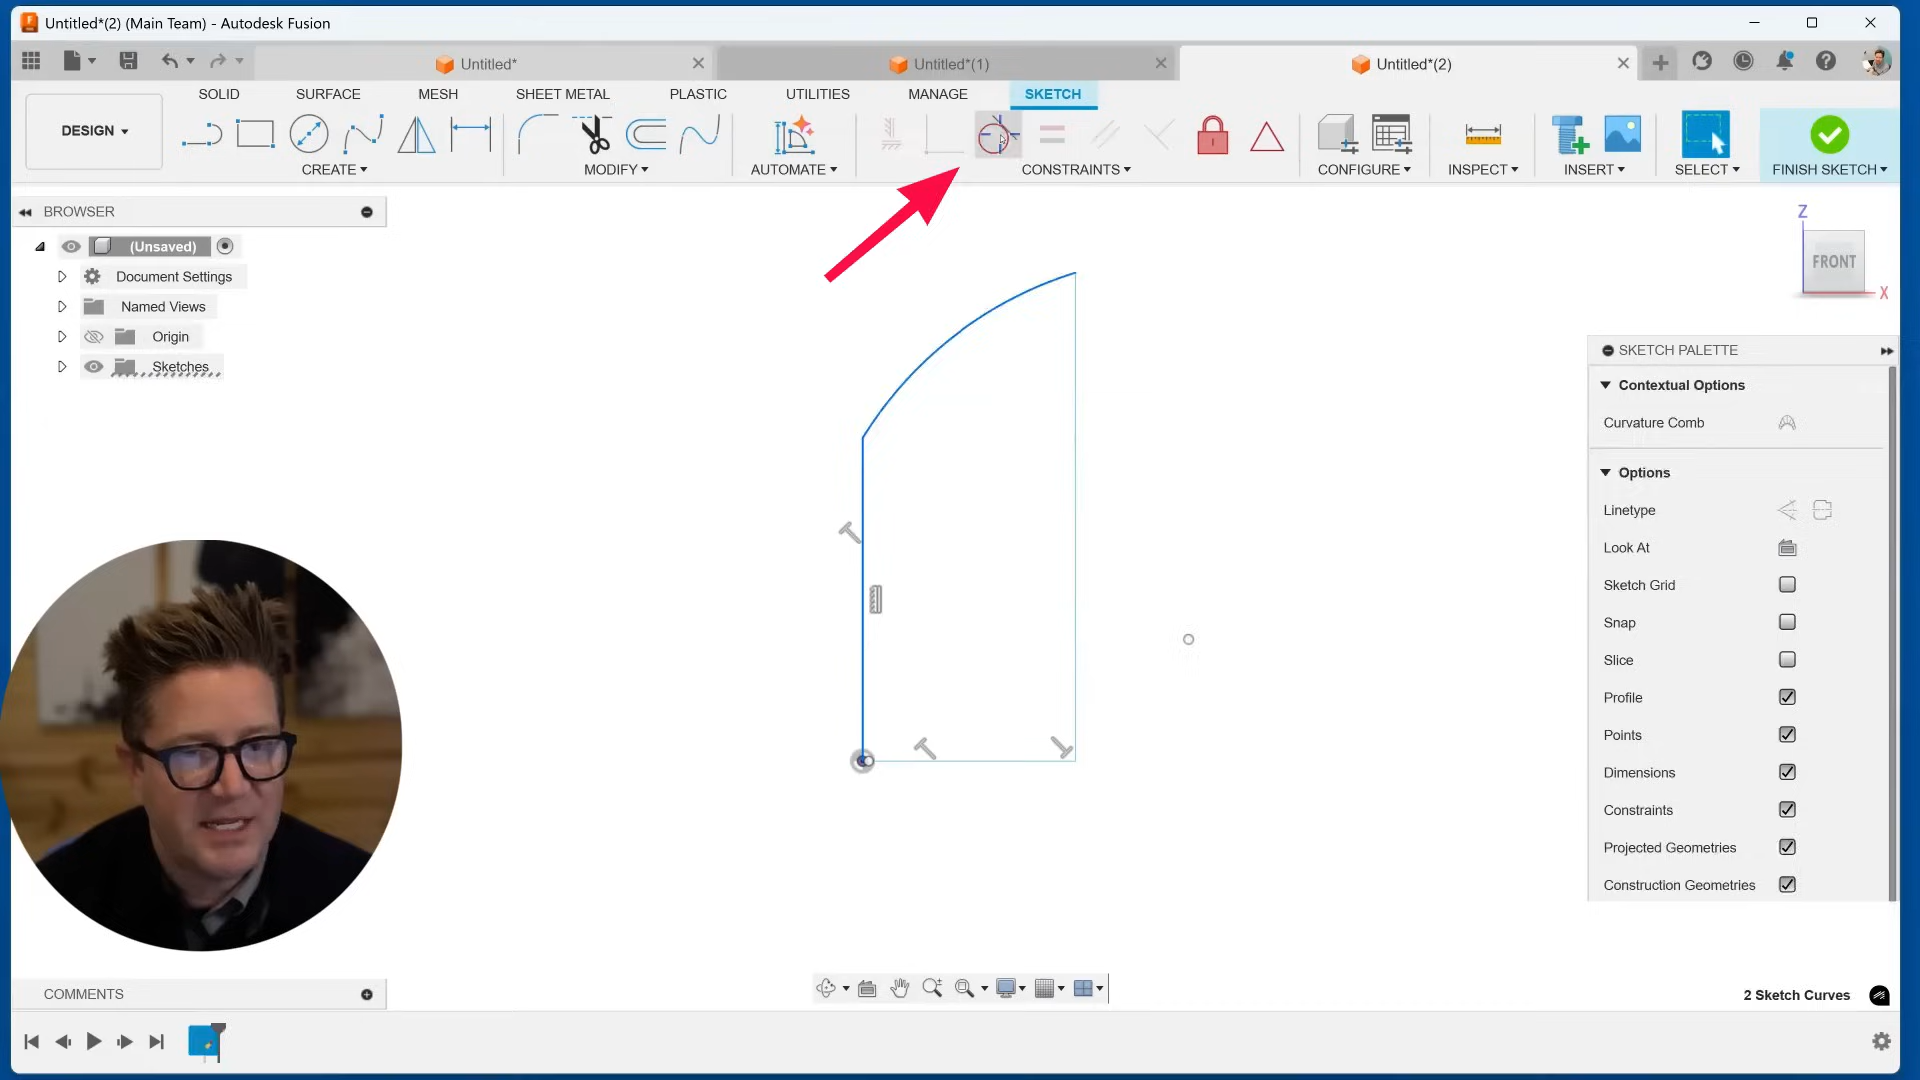 Untitled*(2) (Main Team) - Autodesk Fusion
Untitled*
Untitled*(1)
Untitled*(2)
SOLID SURFACE MESH SHEET METAL PLASTIC UTILITIES MANAGE SKETCH
DESIGN
CREATE MODIFY AUTOMATE CONSTRAINTS CONFIGURE INSPECT INSERT SELECT FINISH SKETCH
BROWSER
(Unsaved)
Document Settings
Named Views
Origin
Sketches
Z
FRONT
X
SKETCH PALETTE
Contextual Options
Curvature Comb
Options
Linetype
Look At
Sketch Grid
Snap
Slice
Profile
Points
Dimensions
Constraints
Projected Geometries
Construction Geometries
COMMENTS
2 Sketch Curves